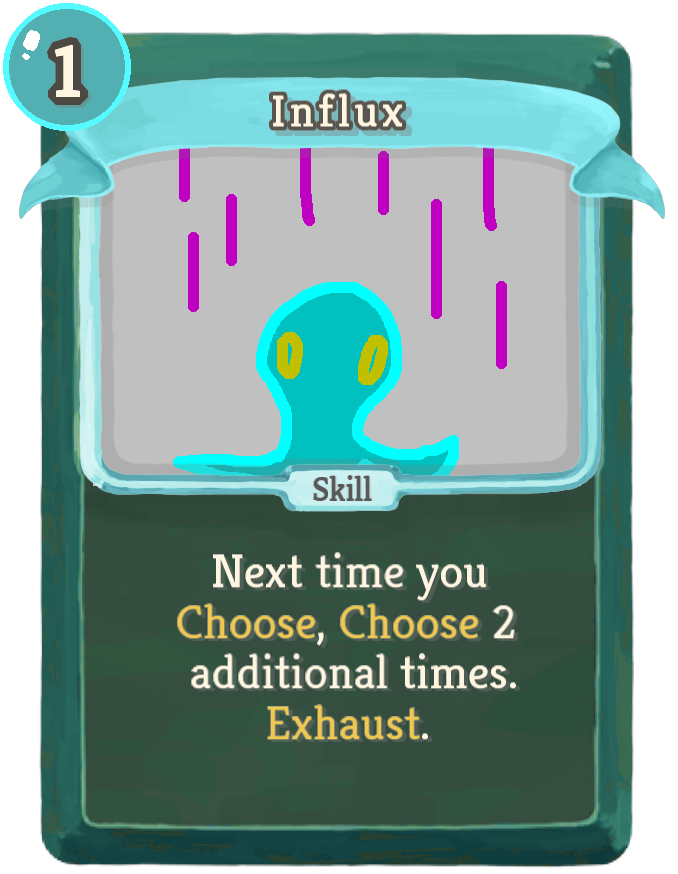 1
Influx
Skill
Next time you
Choose, Choose 2
additional times.
Exhaust.